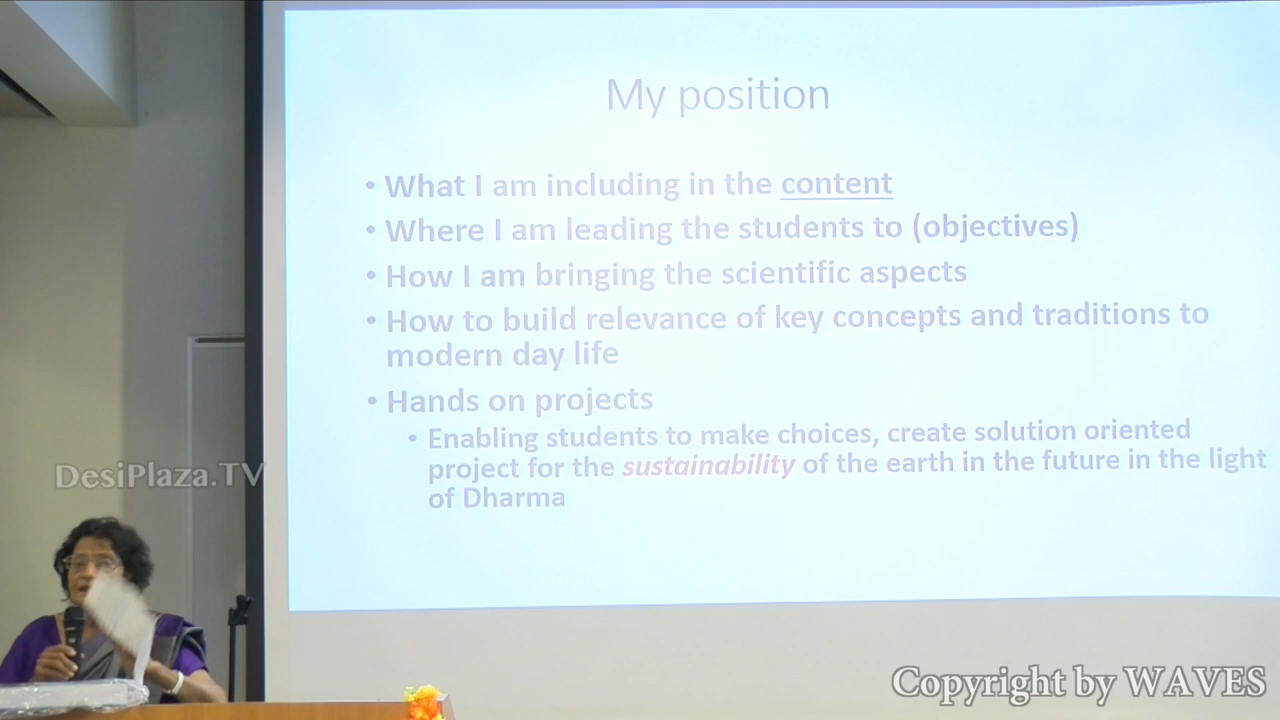 My position
• What I am including in the content
• Where I am leading the students to (objectives)
• How I am bringing the scientific aspects
• How to build relevance of key concepts and traditions to
modern day life
• Hands on projects
• Enabling students to make choices, create solution oriented
project for the sustainability of the earth in the future in the light
of Dharma
DesiPlaza.TV
Copyright by WAVES